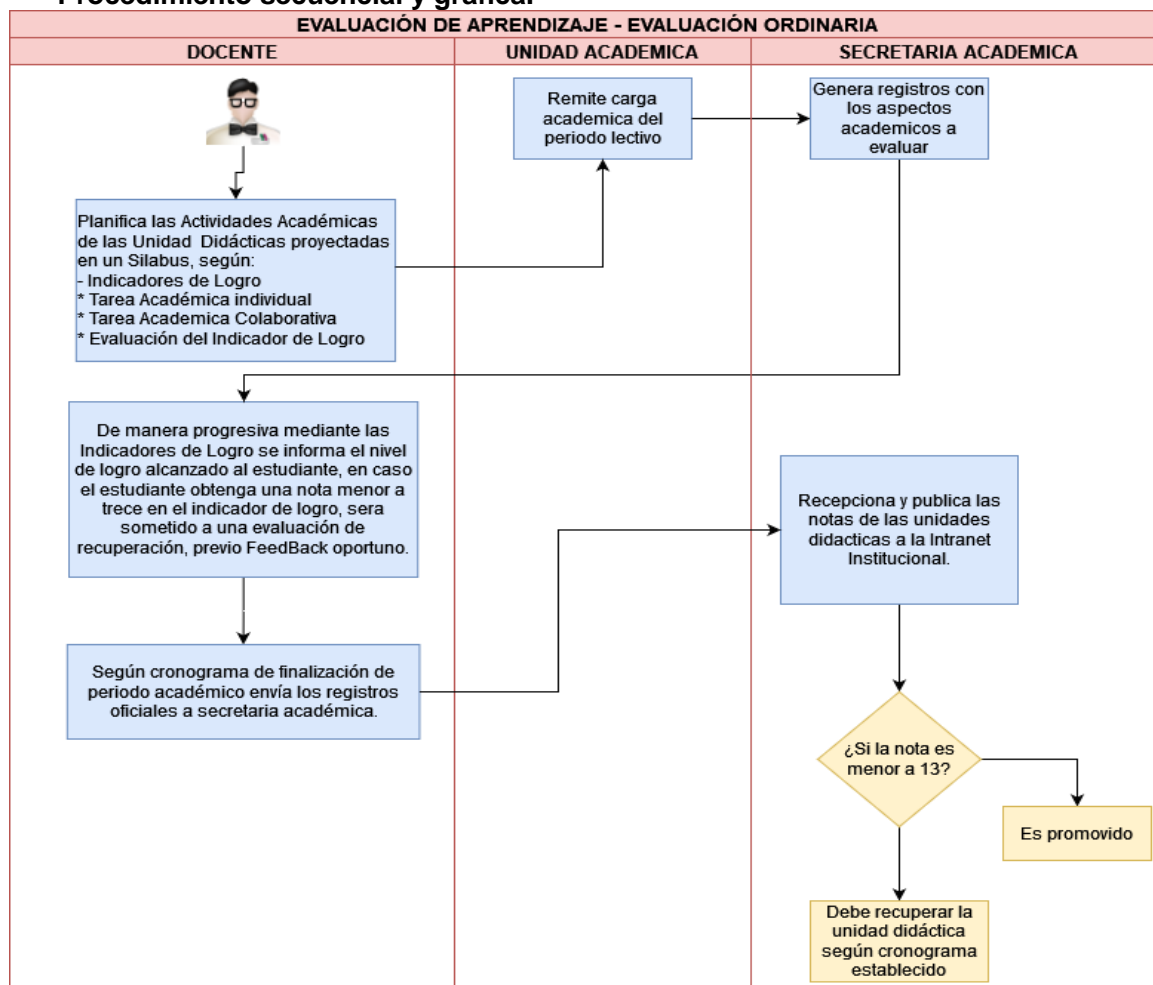 Procedimiento secuencial y grafical
EVALUACIÓN DE APRENDIZAJE - EVALUACIÓN ORDINARIA
DOCENTE
UNIDAD ACADEMICA
SECRETARIA ACADEMICA
Remite carga
academica del
periodo lectivo
Genera registros con
los aspectos
academicos a
evaluar
Planifica las Actividades Académicas
de las Unidad Didácticas proyectadas
en un Silabus, según:
- Indicadores de Logro
* Tarea Académica individual
* Tarea Academica Colaborativa
* Evaluación del Indicador de Logro
De manera progresiva mediante las
Indicadores de Logro se informa el nivel
de logro alcanzado al estudiante, en caso
el estudiante obtenga una nota menor a
trece en el indicador de logro, sera
sometido a una evaluación de
recuperación, previo FeedBack oportuno.
Recepciona y publica las
notas de las unidades
didacticas a la Intranet
Institucional.
Según cronograma de finalización de
periodo académico envía los registros
oficiales a secretaria académica.
¿Si la nota es
menor a 13?
Es promovido
Debe recuperar la
unidad didáctica
según cronograma
establecido